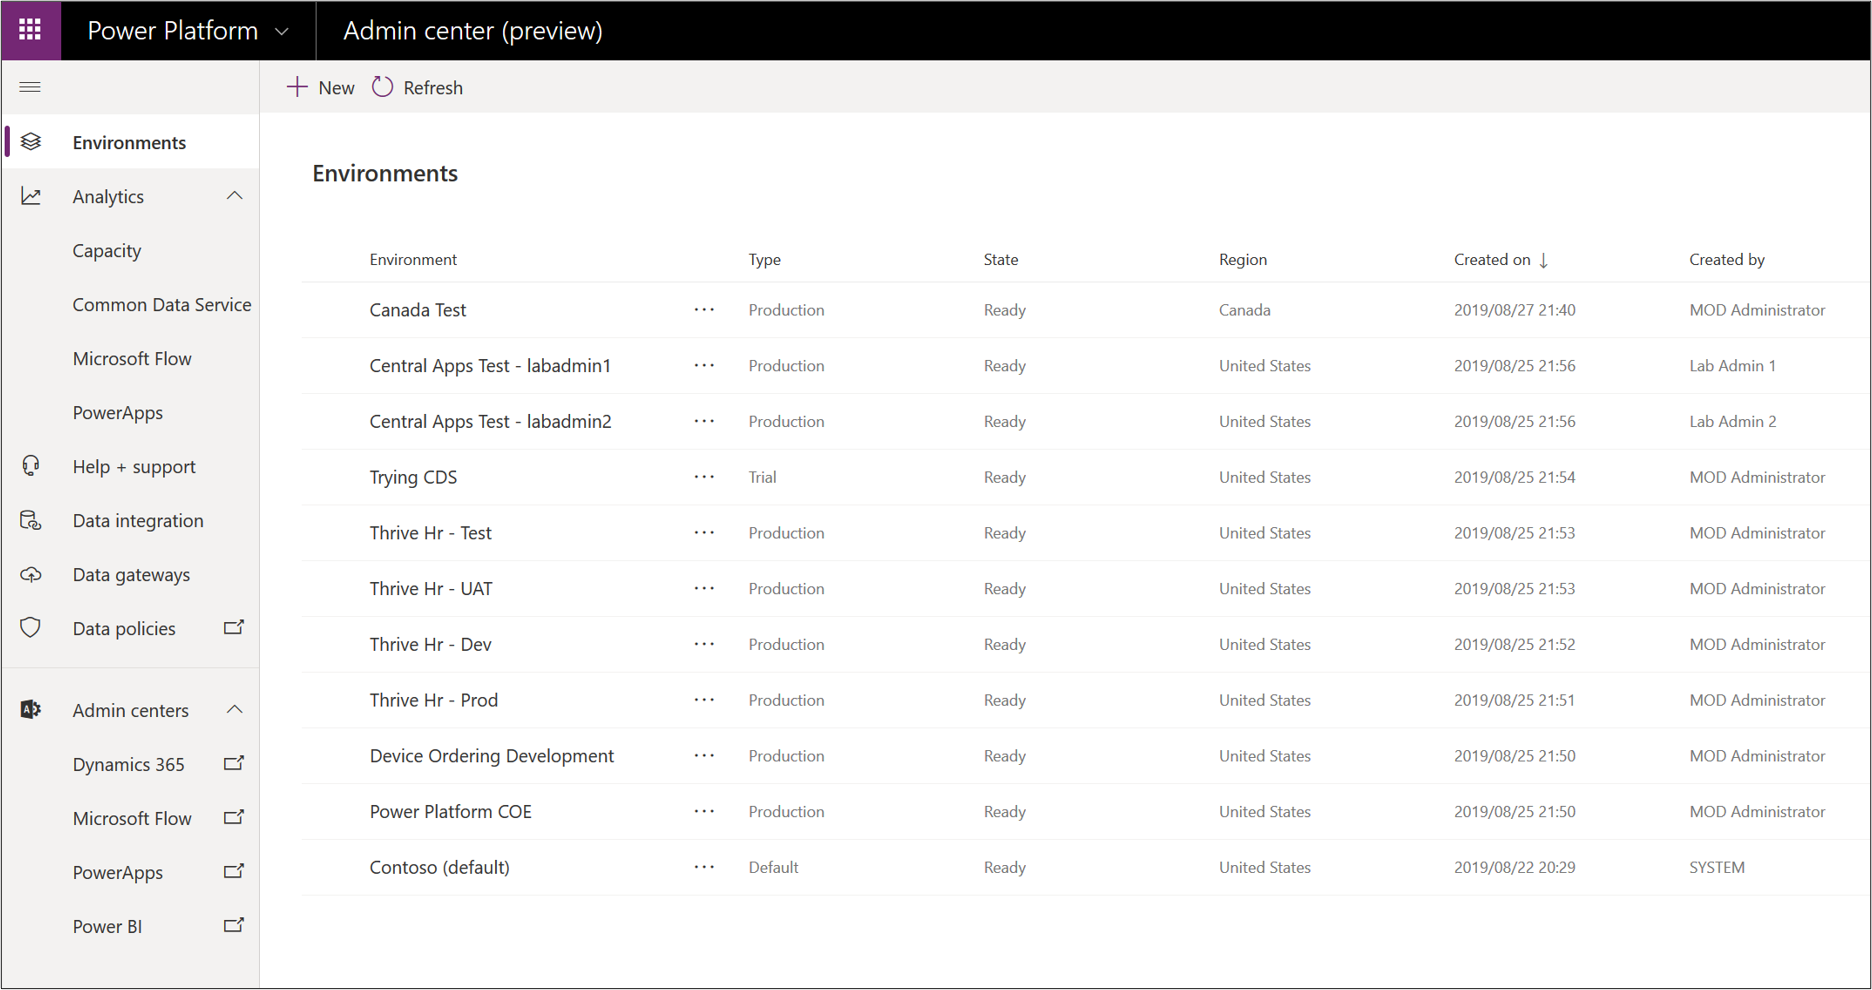 Power Platform
Admin center (preview)
New
Refresh
Environments
Analytics
Capacity
Common Data Service
Microsoft Flow
PowerApps
Help + support
Data integration
Data gateways
Data policies
Admin centers
Dynamics 365
Microsoft Flow
PowerApps
Power BI
Environments
Environment Type State Region Created on ↓ Created by
Canada Test ··· Production Ready Canada 2019/08/27 21:40 MOD Administrator
Central Apps Test - labadmin1 ··· Production Ready United States 2019/08/25 21:56 Lab Admin 1
Central Apps Test - labadmin2 ··· Production Ready United States 2019/08/25 21:56 Lab Admin 2
Trying CDS ··· Trial Ready United States 2019/08/25 21:54 MOD Administrator
Thrive Hr - Test ··· Production Ready United States 2019/08/25 21:53 MOD Administrator
Thrive Hr - UAT ··· Production Ready United States 2019/08/25 21:53 MOD Administrator
Thrive Hr - Dev ··· Production Ready United States 2019/08/25 21:52 MOD Administrator
Thrive Hr - Prod ··· Production Ready United States 2019/08/25 21:51 MOD Administrator
Device Ordering Development ··· Production Ready United States 2019/08/25 21:50 MOD Administrator
Power Platform COE ··· Production Ready United States 2019/08/25 21:50 MOD Administrator
Contoso (default) ··· Default Ready United States 2019/08/22 20:29 SYSTEM